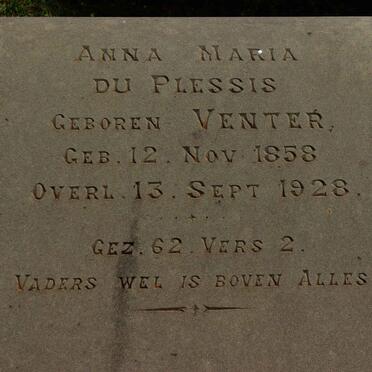 Anna Maria
du Plessis
geboren Venter,
Geb. 12. Nov 1858
Overl. 13. Sept 1928.
Gez. 62. Vers 2.
Vaders wel is boven Alles